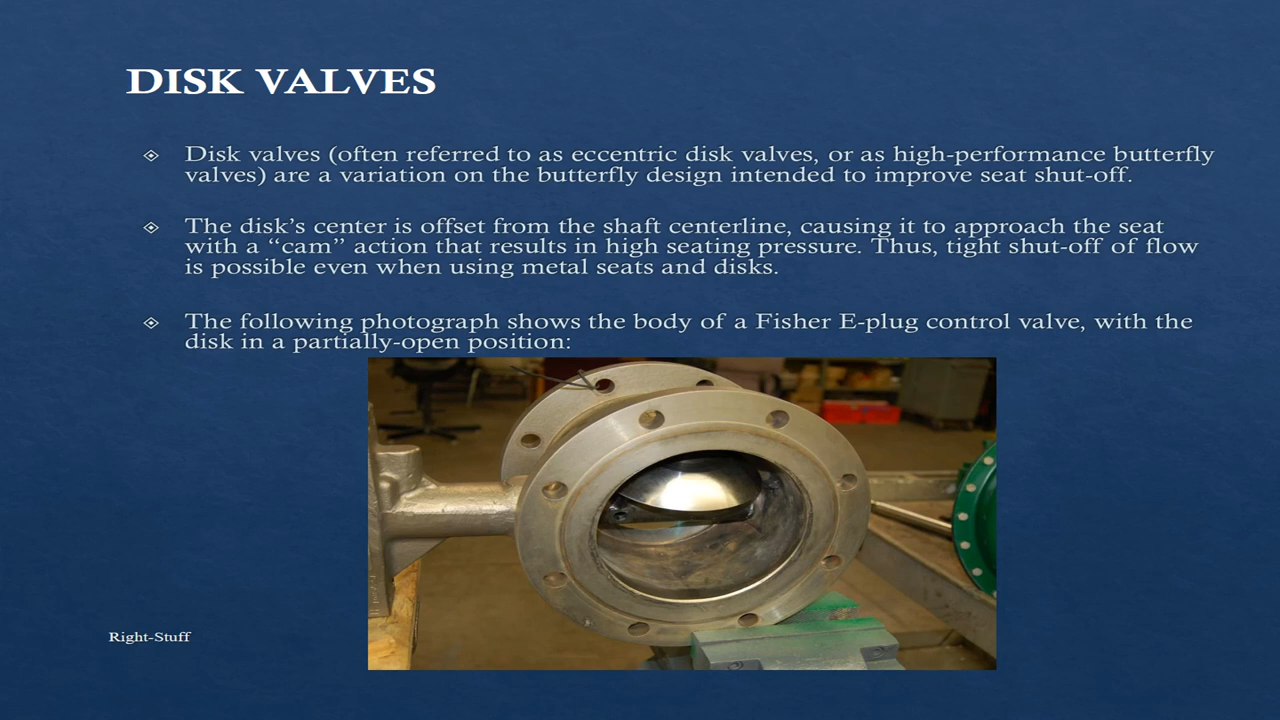 DISK VALVES
Disk valves (often referred to as eccentric disk valves, or as high-performance butterfly
valves) are a variation on the butterfly design intended to improve seat shut-off.
The disk’s center is offset from the shaft centerline, causing it to approach the seat
with a “cam” action that results in high seating pressure. Thus, tight shut-off of flow
is possible even when using metal seats and disks.
The following photograph shows the body of a Fisher E-plug control valve, with the
disk in a partially-open position:
Right-Stuff